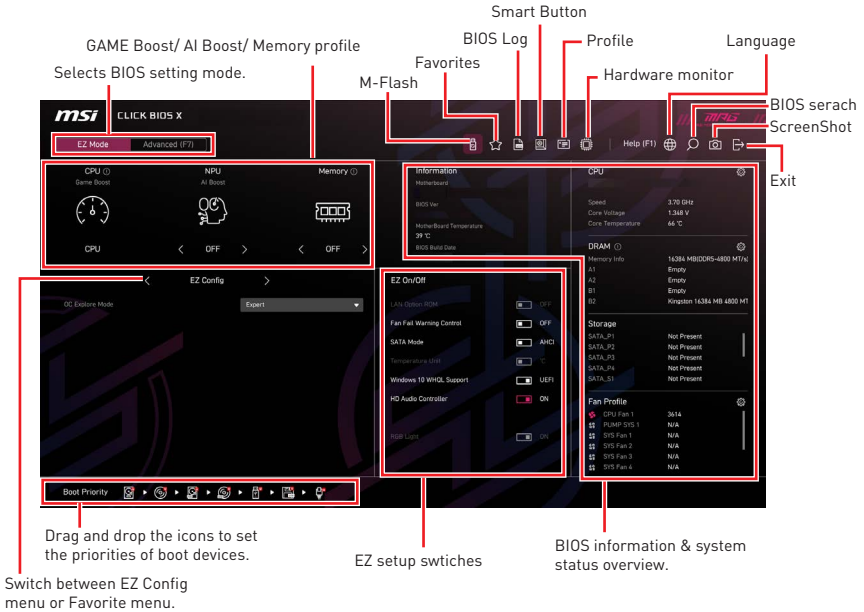 Smart Button
GAME Boost/ AI Boost/ Memory profile
BIOS Log
Profile
Language
Selects BIOS setting mode.
Favorites
M-Flash
Hardware monitor
BIOS serach
ScreenShot
Exit
msi CLICK BIOS X
MPG
EZ Mode
Advanced (F7)
Help (F1)
CPU
Game Boost
CPU
NPU
AI Boost
< OFF >
Memory
< OFF >
< EZ Config >
OC Explore Mode
Expert
Information
Motherboard
BIOS Ver
MotherBoard Temperature
39 °C
BIOS Build Date
EZ On/Off
LAN Option ROM OFF
Fan Fail Warning Control OFF
SATA Mode AHCI
Temperature Unit °C
Windows 10 WHQL Support UEFI
HD Audio Controller ON
RGB Light ON
CPU
Speed 3.70 GHz
Core Voltage 1.348 V
Core Temperature 66 °C
DRAM
Memory Info 16384 MB(DDR5-4800 MT/s)
A1 Empty
A2 Empty
B1 Empty
B2 Kingston 16384 MB 4800 MT
Storage
SATA_P1 Not Present
SATA_P2 Not Present
SATA_P3 Not Present
SATA_P4 Not Present
SATA_S1 Not Present
Fan Profile
CPU Fan 1 3614
PUMP SYS 1 N/A
SYS Fan 1 N/A
SYS Fan 2 N/A
SYS Fan 3 N/A
SYS Fan 4 N/A
Boot Priority
Drag and drop the icons to set
the priorities of boot devices.
EZ setup swtiches
BIOS information & system
status overview.
Switch between EZ Config
menu or Favorite menu.